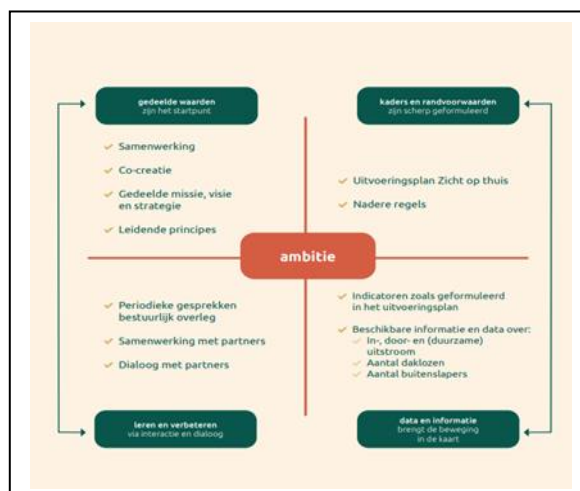 gedeelde waarden
zijn het startpunt
Samenwerking
Co-creatie
Gedeelde missie, visie
en strategie
Leidende principes
kaders en randvoorwaarden
zijn scherp geformuleerd
Uitvoeringsplan Zicht op thuis
Nadere regels
ambitie
Periodieke gesprekken
bestuurlijk overleg
Samenwerking met partners
Dialoog met partners
leren en verbeteren
via interactie en dialoog
Indicatoren zoals geformuleerd
in het uitvoeringsplan
Beschikbare informatie en data over:
In-, door- en (duurzame)
uitstroom
Aantal daklozen
Aantal buitenslapers
data en informatie
brengt de beweging
in de kaart